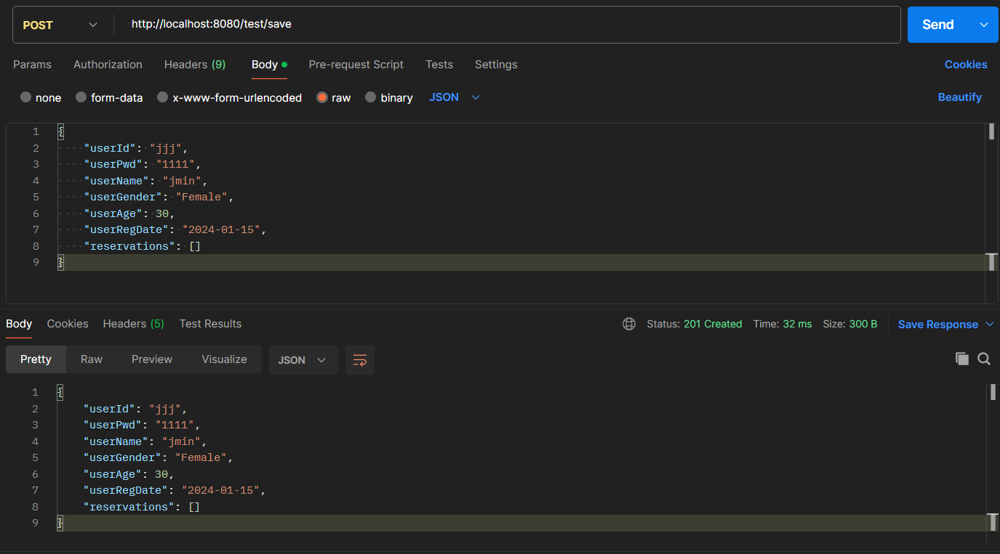 POST http://localhost:8080/test/save Send
Params Authorization Headers (9) Body Pre-request Script Tests Settings Cookies
none form-data x-www-form-urlencoded raw binary JSON Beautify
1 {
2 "userId": "jjj",
3 "userPwd": "1111",
4 "userName": "jmin",
5 "userGender": "Female",
6 "userAge": 30,
7 "userRegDate": "2024-01-15",
8 "reservations": []
9 }
Body Cookies Headers (5) Test Results Status: 201 Created Time: 32 ms Size: 300 B Save Response
Pretty Raw Preview Visualize JSON
1 {
2 "userId": "jjj",
3 "userPwd": "1111",
4 "userName": "jmin",
5 "userGender": "Female",
6 "userAge": 30,
7 "userRegDate": "2024-01-15",
8 "reservations": []
9 }